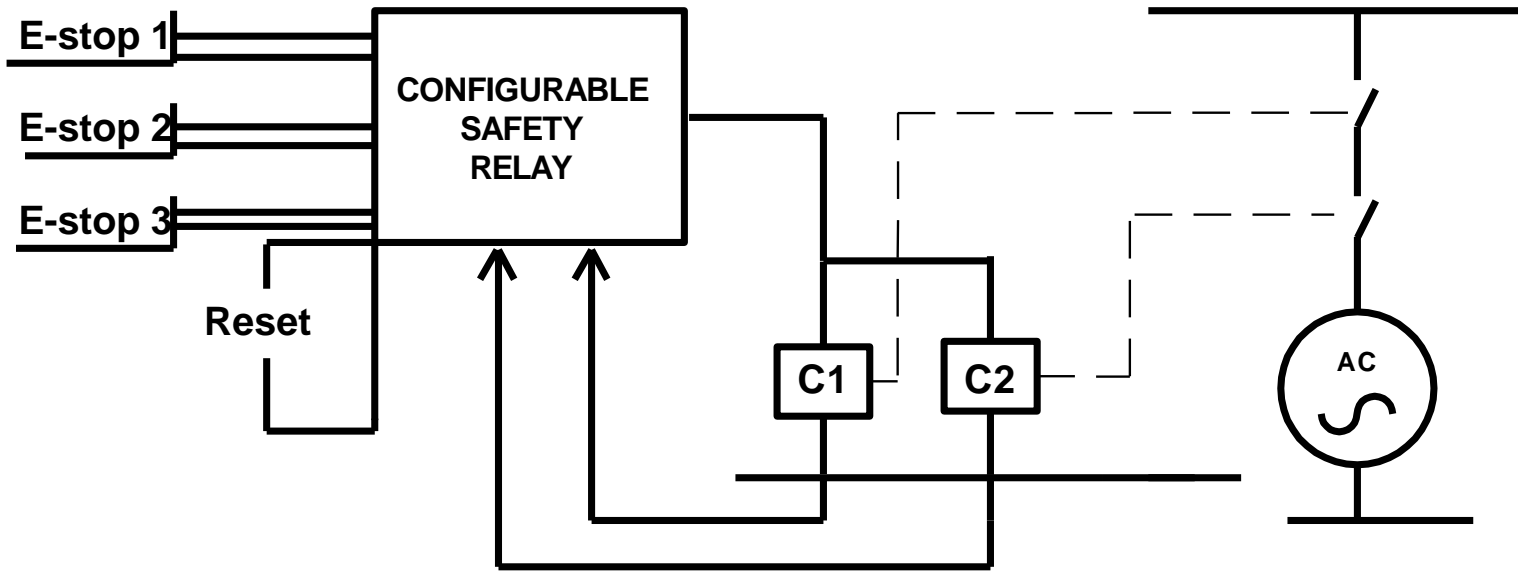 E-stop 1
E-stop 2
E-stop 3
Reset
CONFIGURABLE
SAFETY
RELAY
C1
C2
AC